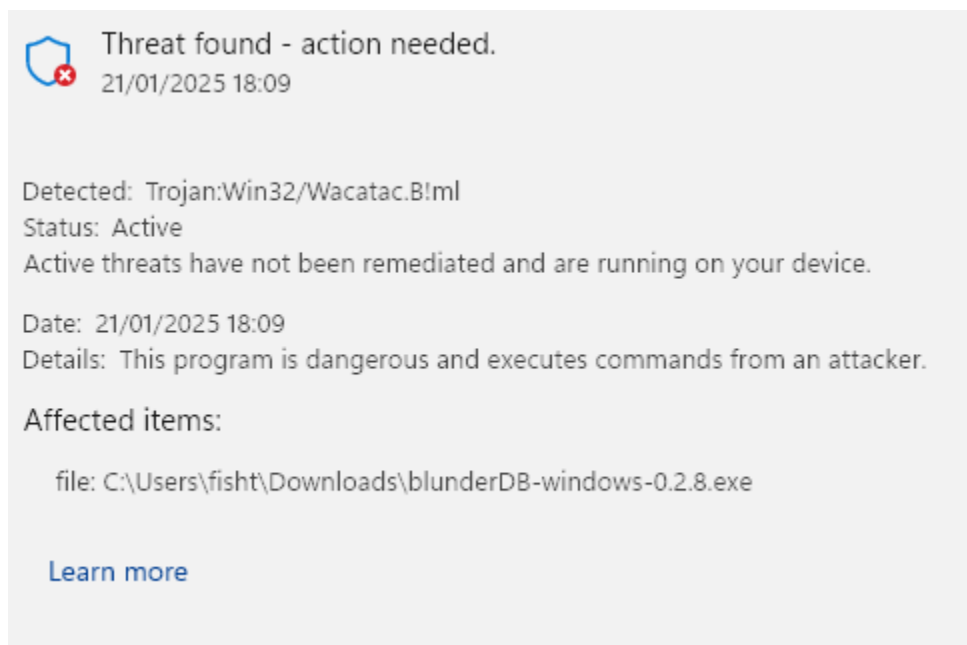 Threat found - action needed.
21/01/2025 18:09
Detected: Trojan:Win32/Wacatac.B!ml
Status: Active
Active threats have not been remediated and are running on your device.
Date: 21/01/2025 18:09
Details: This program is dangerous and executes commands from an attacker.
Affected items:
file: C:\Users\fisht\Downloads\blunderDB-windows-0.2.8.exe
Learn more